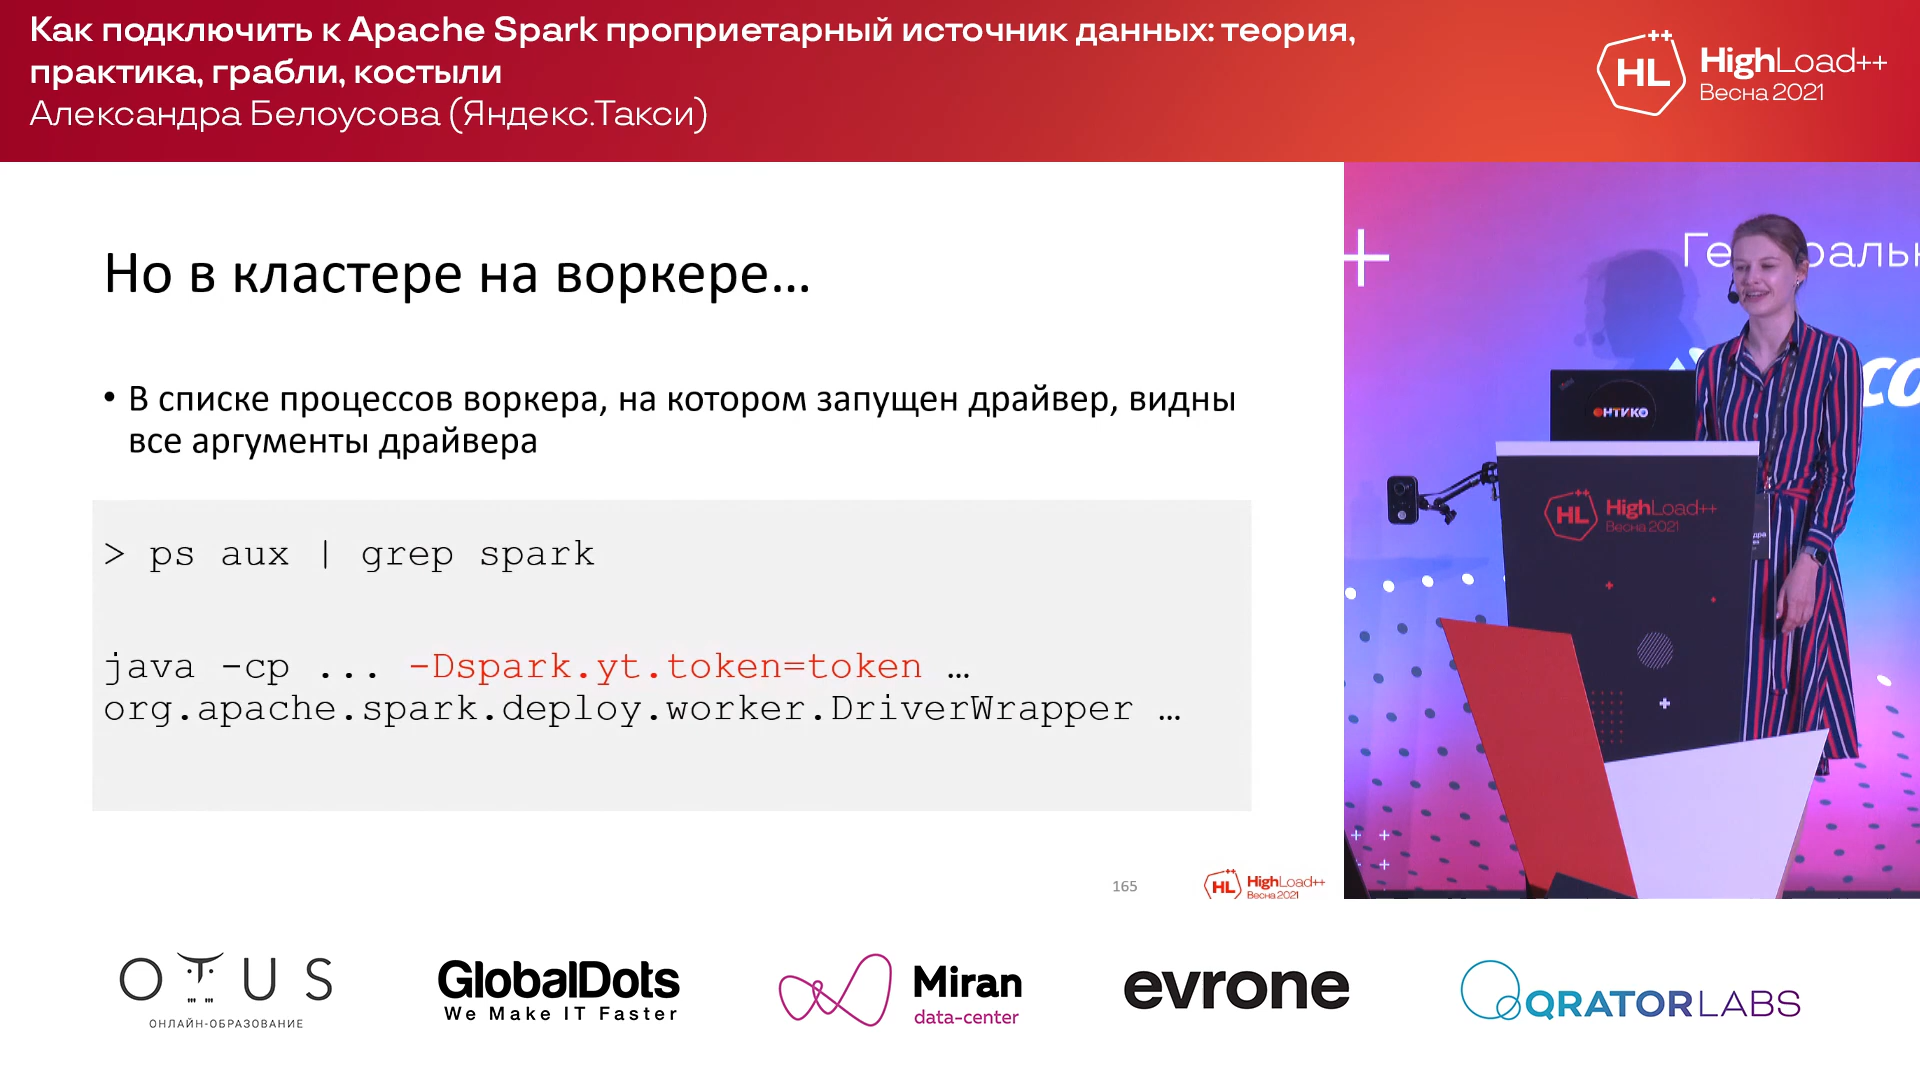 Как подключить к Apache Spark проприетарный источник данных: теория,
практика, грабли, костыли
Александра Белоусова (Яндекс.Такси)
HL++
HighLoad++
Весна 2021
Но в кластере на воркере...
• В списке процессов воркера, на котором запущен драйвер, видны
все аргументы драйвера
> ps aux | grep spark
java -cp ... -Dspark.yt.token=token …
org.apache.spark.deploy.worker.DriverWrapper …
165
HL++
HighLoad++
Весна 2021
ОНТИКО
HL++
HighLoad++
Весна 2021
OTUS
ОНЛАЙН-ОБРАЗОВАНИЕ
GlobalDots
We Make IT Faster
Miran
data-center
evrone
QRATORLABS